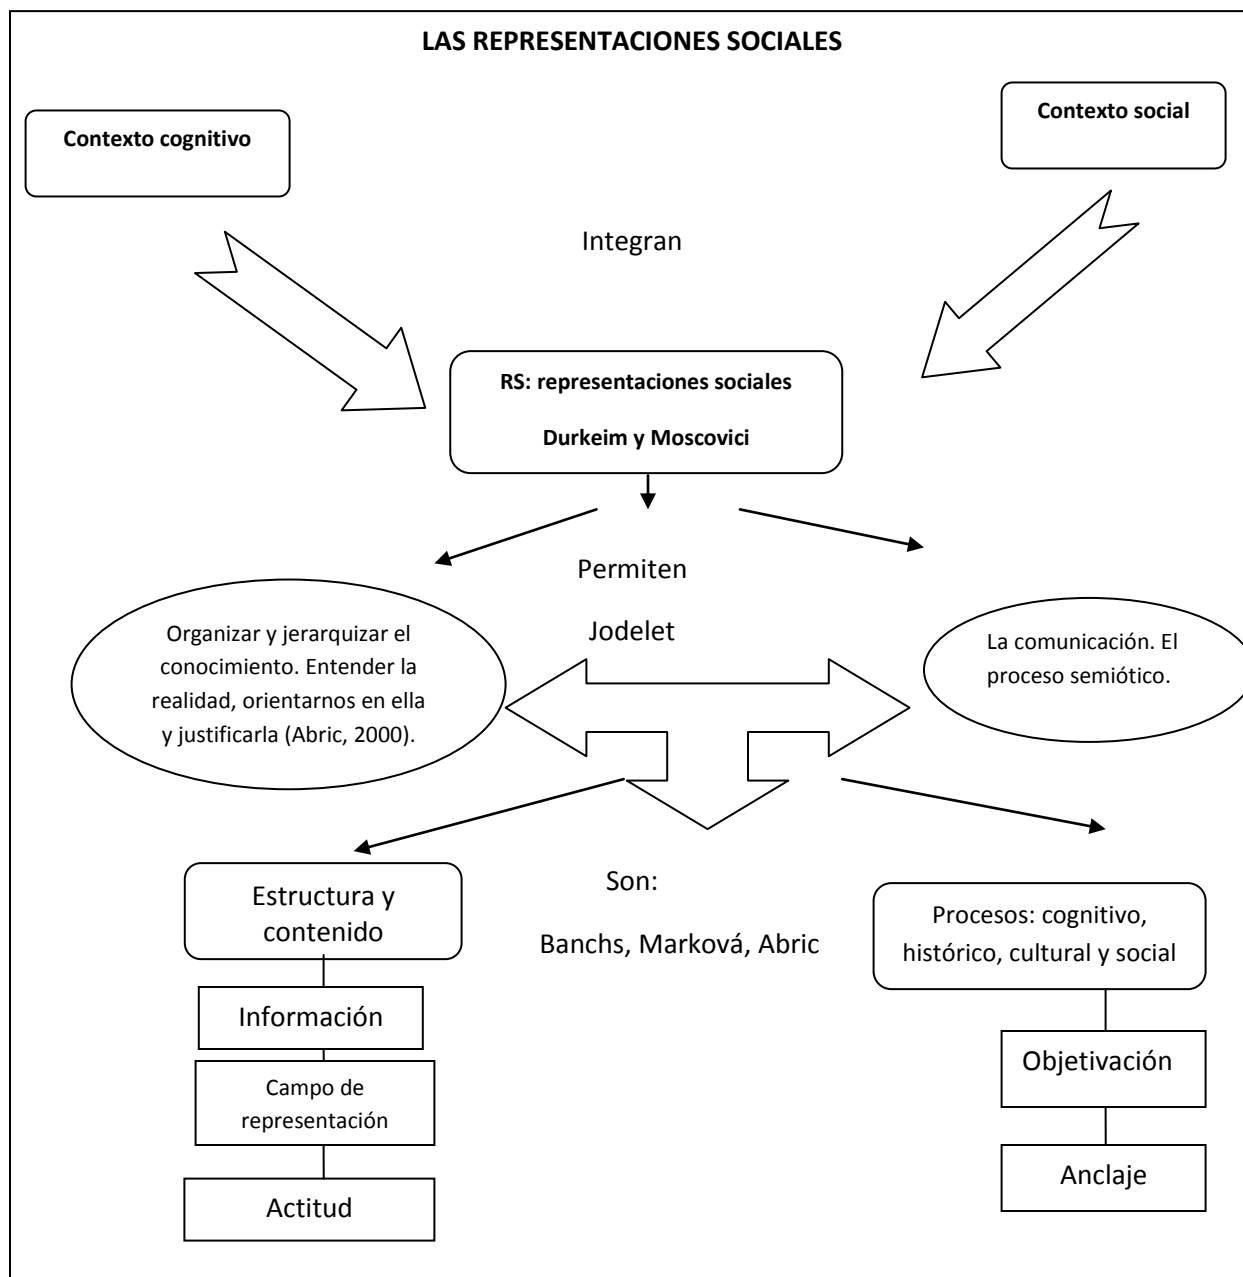 LAS REPRESENTACIONES SOCIALES
Contexto cognitivo
Contexto social
Integran
RS: representaciones sociales
Durkeim y Moscovici
Permiten
Jodelet
Organizar y jerarquizar el
conocimiento. Entender la
realidad, orientarnos en ella
y justificarla (Abric, 2000).
La comunicación. El
proceso semiótico.
Son:
Banchs, Marková, Abric
Estructura y
contenido
Información
Campo de
representación
Actitud
Procesos: cognitivo,
histórico, cultural y social
Objetivación
Anclaje